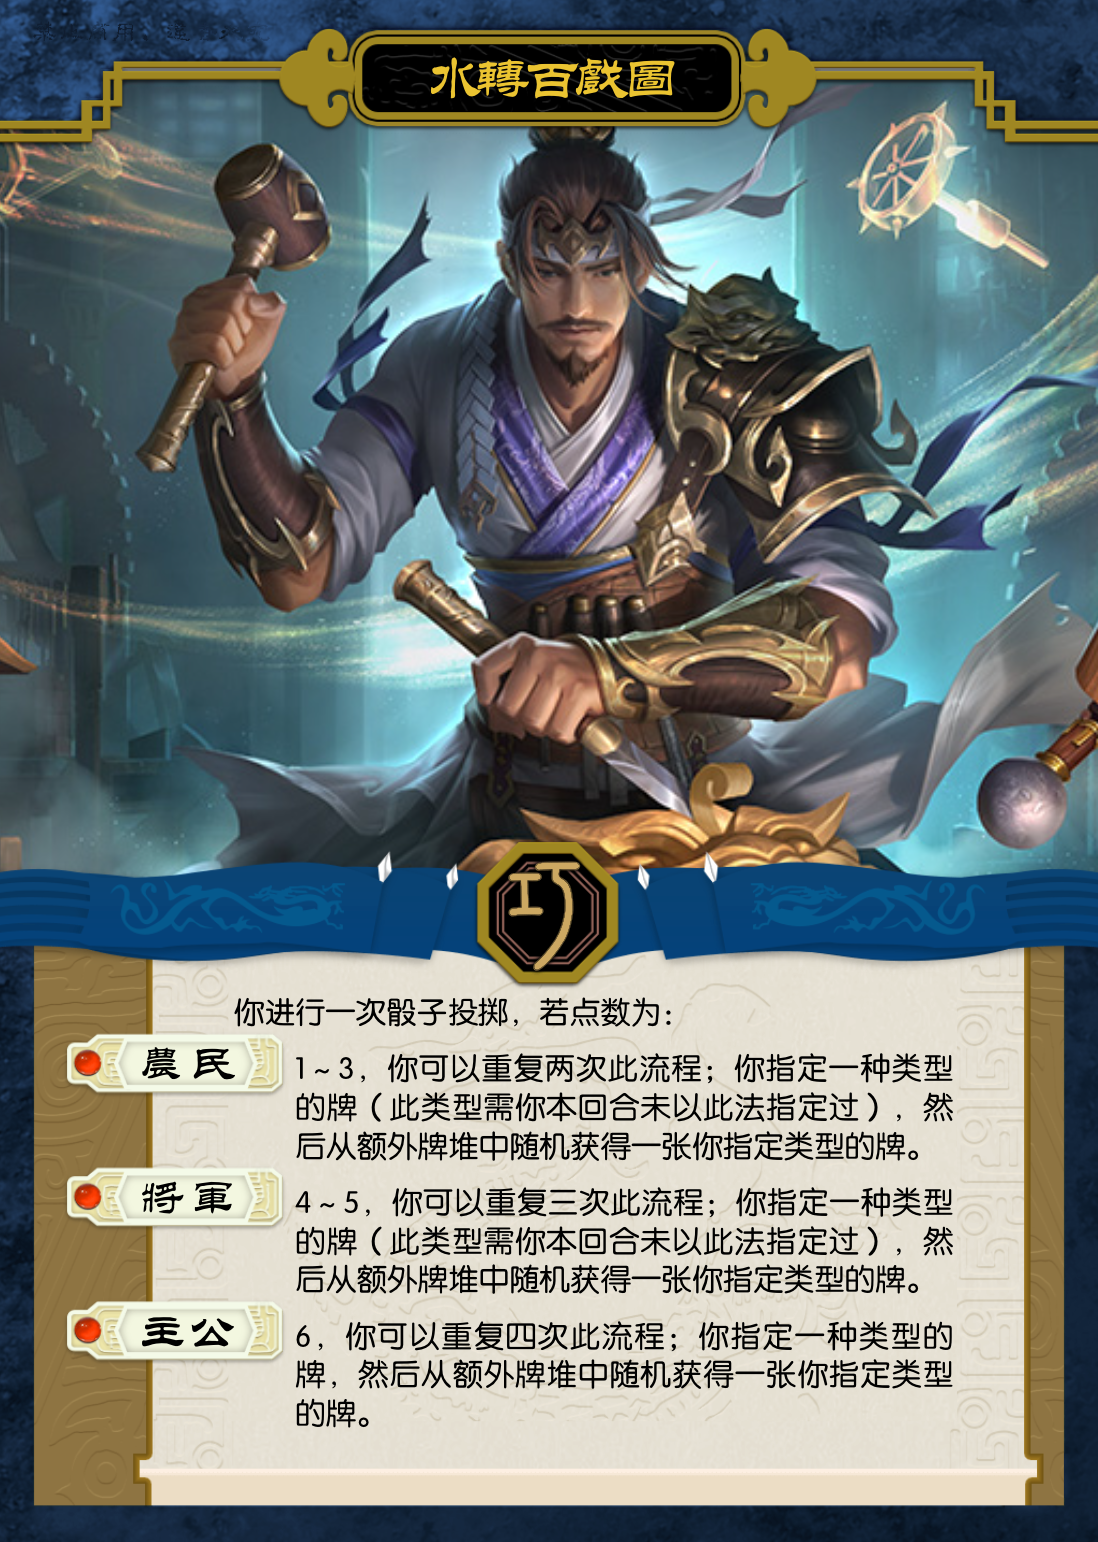 水轉百戲圖
巧
你进行一次骰子投掷，若点数为：
農民
1～3，你可以重复两次此流程；你指定一种类型
的牌（此类型需你本回合未以此法指定过），然
后从额外牌堆中随机获得一张你指定类型的牌。
將軍
4～5，你可以重复三次此流程；你指定一种类型
的牌（此类型需你本回合未以此法指定过），然
后从额外牌堆中随机获得一张你指定类型的牌。
主公
6，你可以重复四次此流程；你指定一种类型的
牌，然后从额外牌堆中随机获得一张你指定类型
的牌。